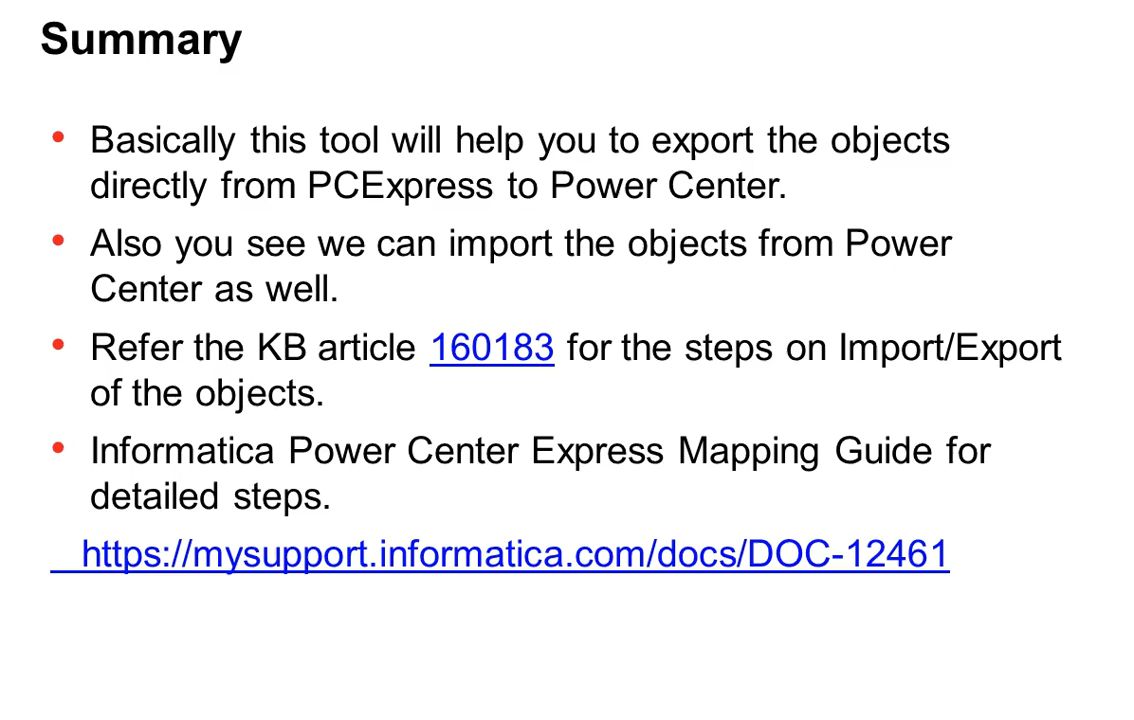 Summary
• Basically this tool will help you to export the objects
directly from PCExpress to Power Center.
• Also you see we can import the objects from Power
Center as well.
• Refer the KB article 160183 for the steps on Import/Export
of the objects.
• Informatica Power Center Express Mapping Guide for
detailed steps.
https://mysupport.informatica.com/docs/DOC-12461